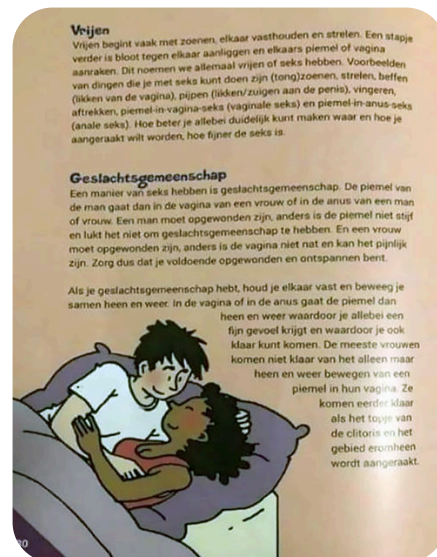 Vrijen
Vrijen begint vaak met zoenen, elkaar vasthouden en strelen. Een stapje
verder is bloot tegen elkaar aanliggen en elkaars piemel of vagina
aanraken. Dit noemen we allemaal vrijen of seks hebben. Voorbeelden
van dingen die je met seks kunt doen zijn (tong)zoenen, strelen, beffen
(likken van de vagina), pijpen (likken/zuigen aan de penis), vingeren,
aftrekken, piemel-in-vagina-seks (vaginale seks) en piemel-in-anus-seks
(anale seks). Hoe beter je allebei duidelijk kunt maken waar en hoe je
aangeraakt wilt worden, hoe fijner de seks is.
Geslachtsgemeenschap
Een manier van seks hebben is geslachtsgemeenschap. De piemel van
de man gaat dan in de vagina van een vrouw of in de anus van een man
of vrouw. Een man moet opgewonden zijn, anders is de piemel niet stijf
en lukt het niet om geslachtsgemeenschap te hebben. En een vrouw
moet opgewonden zijn, anders is de vagina niet nat en kan het pijnlijk
zijn. Zorg dus dat je voldoende opgewonden en ontspannen bent.
Als je geslachtsgemeenschap hebt, houd je elkaar vast en beweeg je
samen heen en weer. In de vagina of in de anus gaat de piemel dan
heen en weer waardoor je allebei een
fijn gevoel krijgt en waardoor je ook
klaar kunt komen. De meeste vrouwen
komen niet klaar van het alleen maar
heen en weer bewegen van een
piemel in hun vagina. Ze
komen eerder klaar
als het topje van
de clitoris en het
gebied eromheen
wordt aangeraakt.